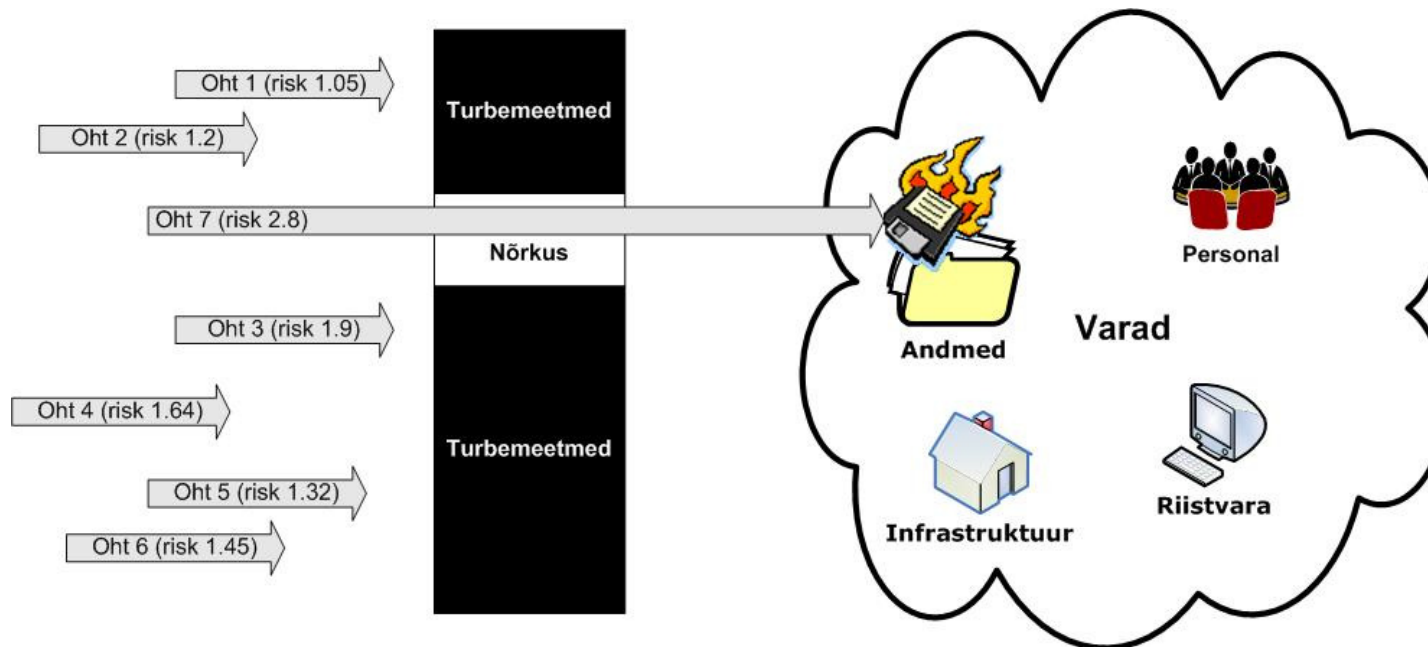 Oht 1 (risk 1.05)
Oht 2 (risk 1.2)
Oht 7 (risk 2.8)
Oht 3 (risk 1.9)
Oht 4 (risk 1.64)
Oht 5 (risk 1.32)
Oht 6 (risk 1.45)
Turbemeetmed
Nõrkus
Turbemeetmed
Personal
Varad
Andmed
Riistvara
Infrastruktuur